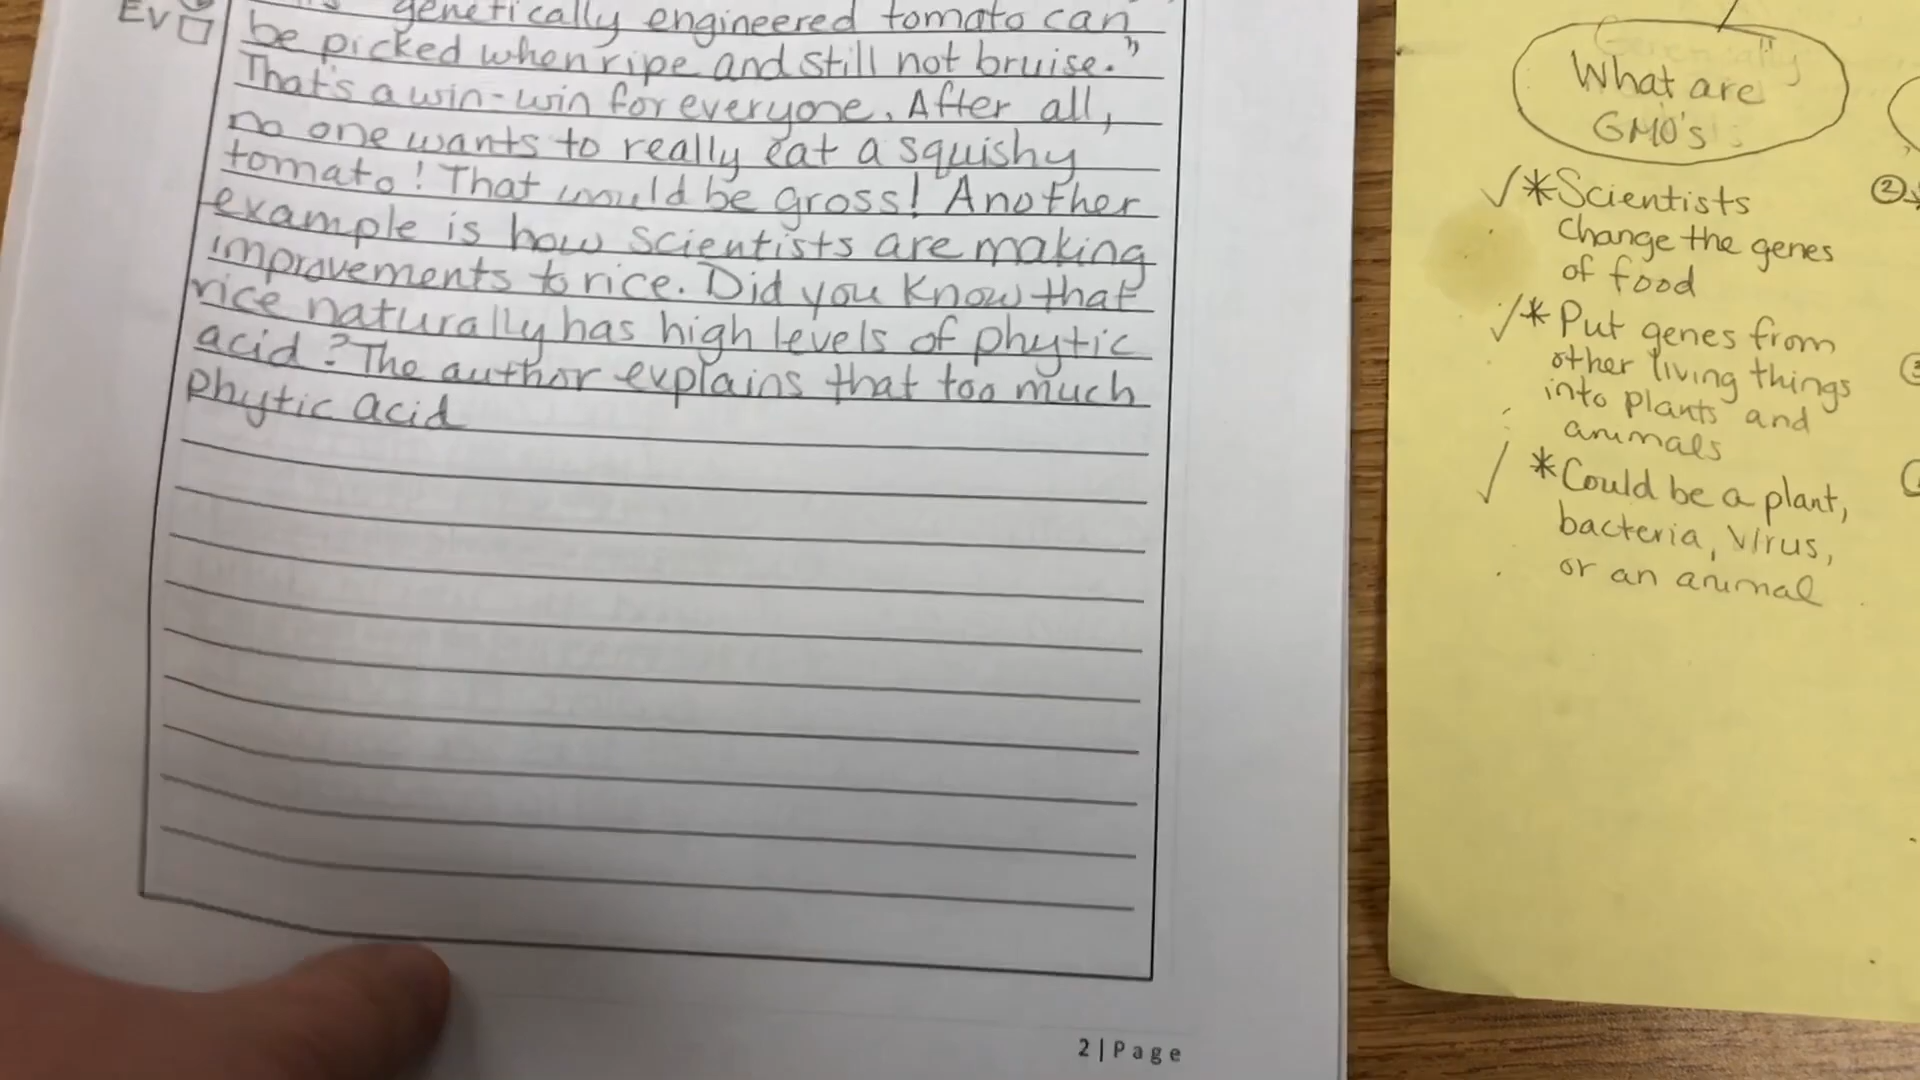 Ev
genetically engineered tomato can
be picked when ripe and still not bruise."
That's a win-win for everyone. After all,
no one wants to really eat a squishy
tomato! That would be gross! Another
example is how scientists are making
improvements to rice. Did you know that
rice naturally has high levels of phytic
acid? The author explains that too much
phytic acid
2 | Page
What are
GMO's
✓ *Scientists
change the genes
of food
✓ * Put genes from
other living things
into plants and
animals
✓ *Could be a plant,
bacteria, virus,
or an animal
②*